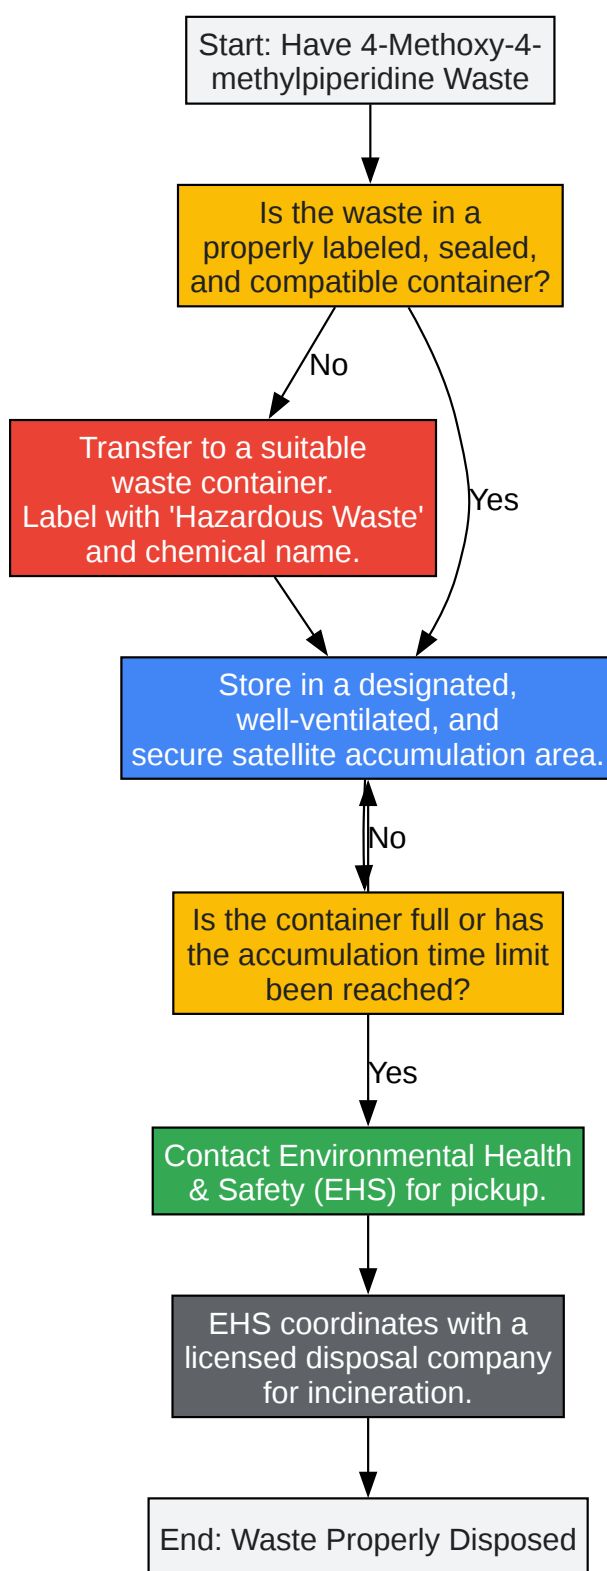 Start: Have 4-Methoxy-4-
methylpiperidine Waste
Is the waste in a
properly labeled, sealed,
and compatible container?
No
Transfer to a suitable
waste container.
Label with 'Hazardous Waste'
and chemical name.
Yes
Store in a designated,
well-ventilated, and
secure satellite accumulation area.
No
Is the container full or has
the accumulation time limit
been reached?
Yes
Contact Environmental Health
& Safety (EHS) for pickup.
EHS coordinates with a
licensed disposal company
for incineration.
End: Waste Properly Disposed